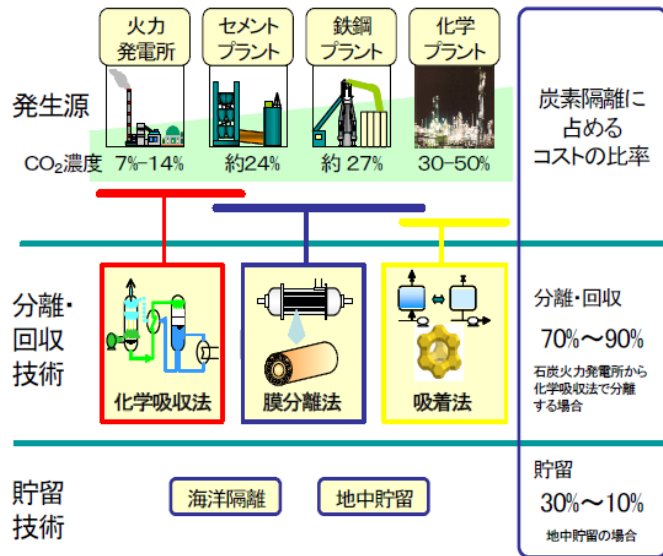 火力
発電所
セメント
プラント
鉄鋼
プラント
化学
プラント
炭素隔離に
占める
コストの比率
発生源
CO₂濃度 7%-14% 約24% 約 27% 30-50%
分離・
回収
技術
化学吸収法
膜分離法
吸着法
分離・回収
70%～90%
石炭火力発電所から
化学吸収法で分離
する場合
貯留
技術
海洋隔離
地中貯留
貯留
30%～10%
地中貯留の場合